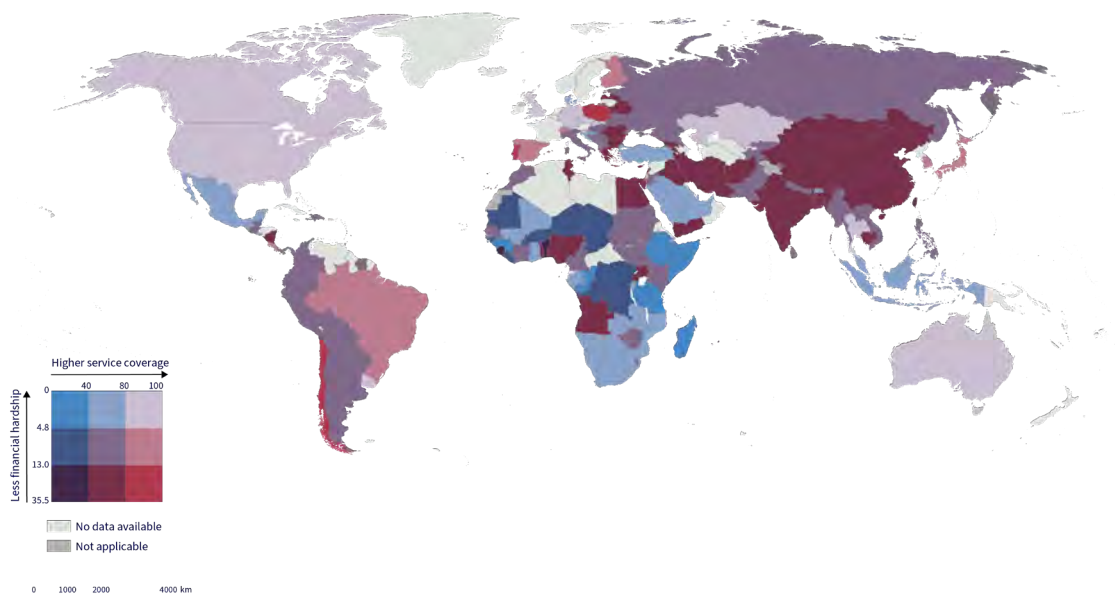 Higher service coverage
40 80 100
0
4.8
13.0
35.5
Less financial hardship
No data available
Not applicable
0 1000 2000 4000 km